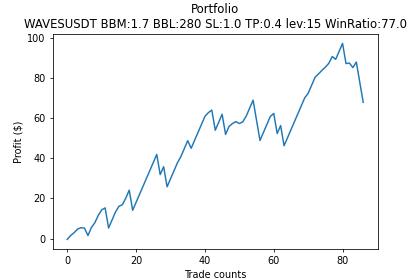 Portfolio
WAVESUSDT BBM:1.7 BBL:280 SL:1.0 TP:0.4 lev:15 WinRatio:77.0
100
80
60
40
20
0
Profit ($)
0 20 40 60 80
Trade counts